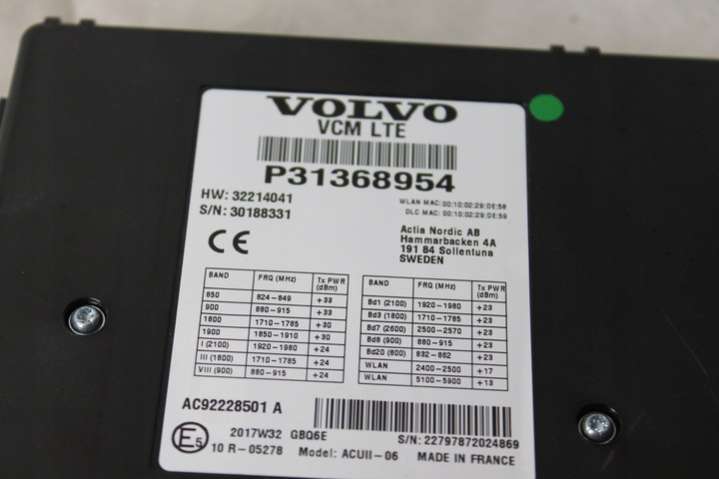 VOLVO
VCM LTE
P31368954
HW: 32214041
S/N: 30188331
WLAN MAC: 00:10:02:29:0E:58
DLC MAC: 00:10:02:29:0E:59
Actia Nordic AB
Hammarbacken 4A
191 84 Sollentuna
SWEDEN
CE
BAND FRQ (MHz) Tx PWR (dBm)
850 824-849 +33
900 880-915 +33
1800 1710-1785 +30
1900 1850-1910 +30
I (2100) 1920-1980 +24
III (1800) 1710-1785 +24
VIII (900) 880-915 +24
BAND FRQ (MHz) Tx PWR (dBm)
Bd1 (2100) 1920-1980 +23
Bd3 (1800) 1710-1785 +23
Bd7 (2600) 2500-2570 +23
Bd8 (900) 880-915 +23
Bd20 (800) 832-862 +23
WLAN 2400-2500 +17
WLAN 5100-5900 +13
AC92228501 A
S/N: 22797872024869
E5
2017W32 GBQ6E
10 R-05278 Model: ACUII-06 MADE IN FRANCE